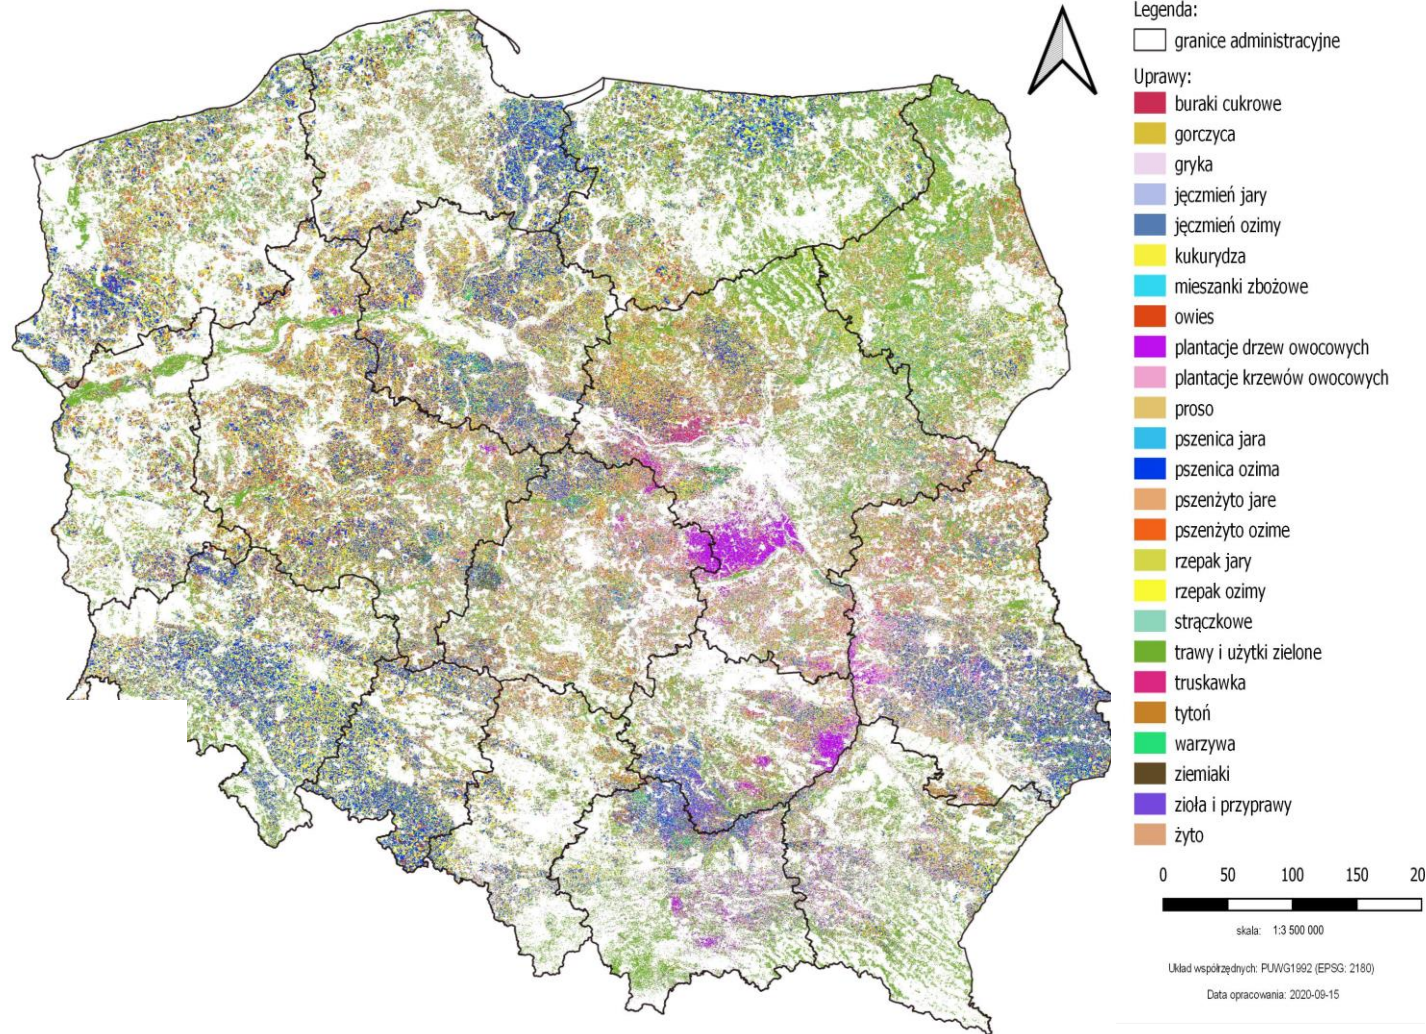 Legenda:
granice administracyjne
Uprawy:
buraki cukrowe
gorczyca
gryka
jęczmień jary
jęczmień ozimy
kukurydza
mieszanki zbożowe
owies
plantacje drzew owocowych
plantacje krzewów owocowych
proso
pszenica jara
pszenica ozima
pszenżyto jare
pszenżyto ozime
rzepak jary
rzepak ozimy
strączkowe
trawy i użytki zielone
truskawka
tytoń
warzywa
ziemiaki
zioła i przyprawy
żyto
0 50 100 150 20
skala: 1:3 500 000
Układ współrzędnych: PUWG1992 (EPSG: 2180)
Data opracowania: 2020-09-15